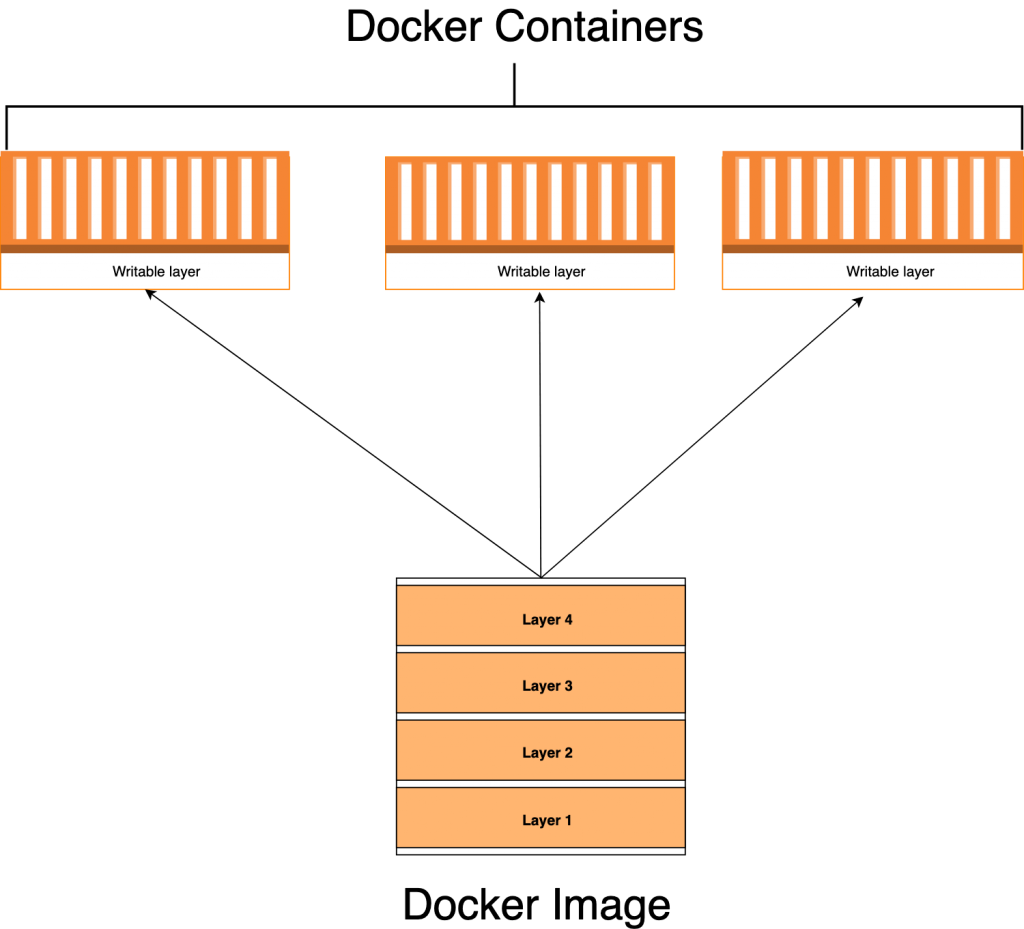 Docker Containers
Writable layer
Writable layer
Writable layer
Layer 4
Layer 3
Layer 2
Layer 1
Docker Image